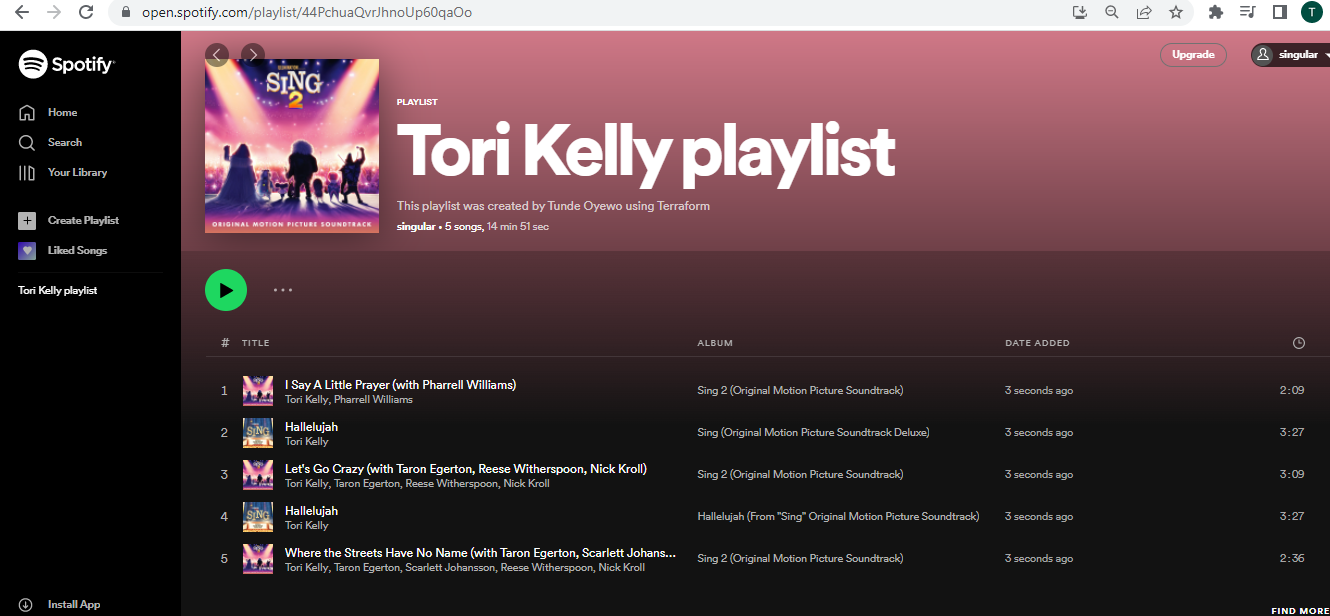 open.spotify.com/playlist/44PchuaQvrJhnoUp60qaOo
T
Spotify
Home
Search
Your Library
Create Playlist
Liked Songs
Tori Kelly playlist
Install App
Upgrade
singular
SING
2
ORIGINAL MOTION PICTURE SOUNDTRACK
PLAYLIST
Tori Kelly playlist
This playlist was created by Tunde Oyewo using Terraform
singular • 5 songs, 14 min 51 sec
# TITLE ALBUM DATE ADDED
1 I Say A Little Prayer (with Pharrell Williams) Sing 2 (Original Motion Picture Soundtrack) 3 seconds ago 2:09
Tori Kelly, Pharrell Williams
2 Hallelujah Sing (Original Motion Picture Soundtrack Deluxe) 3 seconds ago 3:27
Tori Kelly
3 Let's Go Crazy (with Taron Egerton, Reese Witherspoon, Nick Kroll) Sing 2 (Original Motion Picture Soundtrack) 3 seconds ago 3:09
Tori Kelly, Taron Egerton, Reese Witherspoon, Nick Kroll
4 Hallelujah Hallelujah (From "Sing" Original Motion Picture Soundtrack) 3 seconds ago 3:27
Tori Kelly
5 Where the Streets Have No Name (with Taron Egerton, Scarlett Johans... Sing 2 (Original Motion Picture Soundtrack) 3 seconds ago 2:36
Tori Kelly, Taron Egerton, Scarlett Johansson, Reese Witherspoon, Nick Kroll
FIND MORE